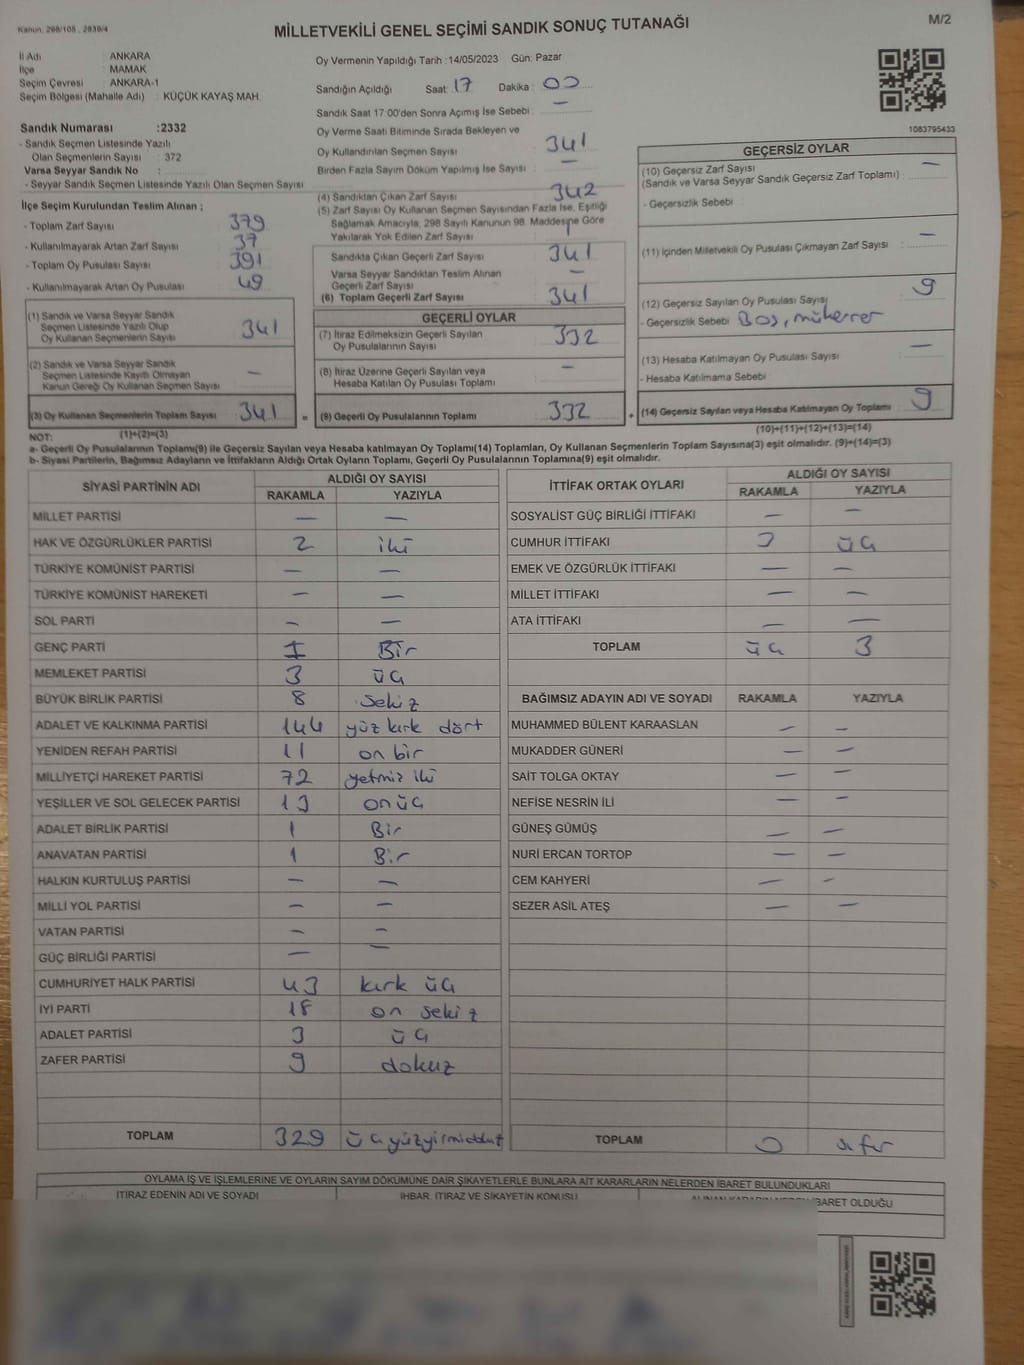 Kanun, 298/105 , 2839/4
MİLLETVEKİLİ GENEL SEÇİMİ SANDIK SONUÇ TUTANAĞI
M/2
İl Adı : ANKARA
İlçe : MAMAK
Seçim Çevresi : ANKARA-1
Seçim Bölgesi (Mahalle Adı) : KÜÇÜK KAYAŞ MAH.
Sandık Numarası :2332
- Sandık Seçmen Listesinde Yazılı
Olan Seçmenlerin Sayısı : 372
Varsa Seyyar Sandık No :
- Seyyar Sandık Seçmen Listesinde Yazılı Olan Seçmen Sayısı :
İlçe Seçim Kurulundan Teslim Alınan ;
- Toplam Zarf Sayısı : 379
- Kullanılmayarak Artan Zarf Sayısı : 37
- Toplam Oy Pusulası Sayısı : 391
- Kullanılmayarak Artan Oy Pusulası : 49
(1) Sandık ve Varsa Seyyar Sandık
Seçmen Listesinde Yazılı Olup
Oy Kullanan Seçmenlerin Sayısı : 341
(2) Sandık ve Varsa Seyyar Sandık
Seçmen Listesinde Kayıtlı Olmayan
Kanun Gereği Oy Kullanan Seçmen Sayısı : —
(3) Oy Kullanan Seçmenlerin Toplam Sayısı : 341
(1)+(2)=(3)
Oy Vermenin Yapıldığı Tarih :14/05/2023 Gün: Pazar
Sandığın Açıldığı Saat: 17 Dakika : 00
Sandık Saat 17:00'den Sonra Açımış İse Sebebi : —
Oy Verme Saati Bitiminde Sırada Bekleyen ve
Oy Kullandırılan Seçmen Sayısı : 341
Birden Fazla Sayım Döküm Yapılmış İse Sayısı : —
(4) Sandıktan Çıkan Zarf Sayısı : 342
(5) Zarf Sayısı Oy Kullanan Seçmen Sayısından Fazla İse, Eşitliği
Sağlamak Amacıyla, 298 Sayılı Kanunun 98. Maddesine Göre
Yakılarak Yok Edilen Zarf Sayısı : 1
Sandıkta Çıkan Geçerli Zarf Sayısı : 341
Varsa Seyyar Sandıktan Teslim Alınan
Geçerli Zarf Sayısı : —
(6) Toplam Geçerli Zarf Sayısı : 341
GEÇERLİ OYLAR
(7) İtiraz Edilmeksizin Geçerli Sayılan
Oy Pusulalarının Sayısı : 332
(8) İtiraz Üzerine Geçerli Sayılan veya
Hesaba Katılan Oy Pusulası Toplamı : —
= (9) Geçerli Oy Pusulalarının Toplamı : 332
1083795433
GEÇERSİZ OYLAR
(10) Geçersiz Zarf Sayısı
(Sandık ve Varsa Seyyar Sandık Geçersiz Zarf Toplamı) : —
- Geçersizlik Sebebi :
(11) İçinden Milletvekili Oy Pusulası Çıkmayan Zarf Sayısı : —
(12) Geçersiz Sayılan Oy Pusulası Sayısı : 9
- Geçersizlik Sebebi : Boş, mükerrer
(13) Hesaba Katılmayan Oy Pusulası Sayısı : —
- Hesaba Katılmama Sebebi :
+ (14) Geçersiz Sayılan veya Hesaba Katılmayan Oy Toplamı : 9
(10)+(11)+(12)+(13)=(14)
NOT:
a- Geçerli Oy Pusulalarının Toplamı(9) ile Geçersiz Sayılan veya Hesaba katılmayan Oy Toplamı(14) Toplamları, Oy Kullanan Seçmenlerin Toplam Sayısına(3) eşit olmalıdır. (9)+(14)=(3)
b- Siyasi Partilerin, Bağımsız Adayların ve İttifakların Aldığı Ortak Oyların Toplamı, Geçerli Oy Pusulalarının Toplamına(9) eşit olmalıdır.
SİYASİ PARTİNİN ADI ALDIĞI OY SAYISI
RAKAMLA YAZIYLA
MİLLET PARTİSİ — —
HAK VE ÖZGÜRLÜKLER PARTİSİ 2 iki
TÜRKİYE KOMÜNİST PARTİSİ — —
TÜRKİYE KOMÜNİST HAREKETİ — —
SOL PARTİ — —
GENÇ PARTİ 1 Bir
MEMLEKET PARTİSİ 3 üç
BÜYÜK BİRLİK PARTİSİ 8 sekiz
ADALET VE KALKINMA PARTİSİ 144 yüz kırk dört
YENİDEN REFAH PARTİSİ 11 on bir
MİLLİYETÇİ HAREKET PARTİSİ 72 yetmiz iki
YEŞİLLER VE SOL GELECEK PARTİSİ 13 onüç
ADALET BİRLİK PARTİSİ 1 Bir
ANAVATAN PARTİSİ 1 Bir
HALKIN KURTULUŞ PARTİSİ — —
MİLLİ YOL PARTİSİ — —
VATAN PARTİSİ — —
GÜÇ BİRLİĞİ PARTİSİ — —
CUMHURİYET HALK PARTİSİ 43 kırk üç
İYİ PARTİ 18 on sekiz
ADALET PARTİSİ 3 üç
ZAFER PARTİSİ 9 dokuz
TOPLAM 329 üçyüzyirmidokuz
İTTİFAK ORTAK OYLARI ALDIĞI OY SAYISI
RAKAMLA YAZIYLA
SOSYALİST GÜÇ BİRLİĞİ İTTİFAKI — —
CUMHUR İTTİFAKI 3 üç
EMEK VE ÖZGÜRLÜK İTTİFAKI — —
MİLLET İTTİFAKI — —
ATA İTTİFAKI — —
TOPLAM üç 3
BAĞIMSIZ ADAYIN ADI VE SOYADI RAKAMLA YAZIYLA
MUHAMMED BÜLENT KARAASLAN — —
MUKADDER GÜNERİ — —
SAİT TOLGA OKTAY — —
NEFİSE NESRİN İLİ — —
GÜNEŞ GÜMÜŞ — —
NURİ ERCAN TORTOP — —
CEM KAHYERİ — —
SEZER ASİL ATEŞ — —
TOPLAM 0 sıfır
OYLAMA İŞ VE İŞLEMLERİNE VE OYLARIN SAYIM DÖKÜMÜNE DAİR ŞİKAYETLERLE BUNLARA AİT KARARLARIN NELERDEN İBARET BULUNDUKLARI
İTİRAZ EDENİN ADI VE SOYADI İHBAR, İTİRAZ VE ŞİKAYETİN KONUSU ALINAN KARARIN NEDEN İBARET OLDUĞU